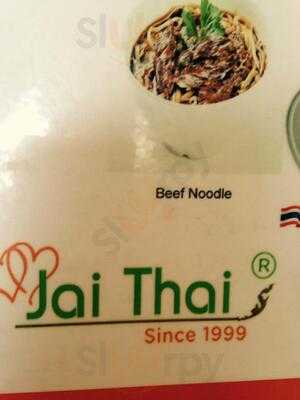 Beef Noodle
Jai Thai ®
Since 1999